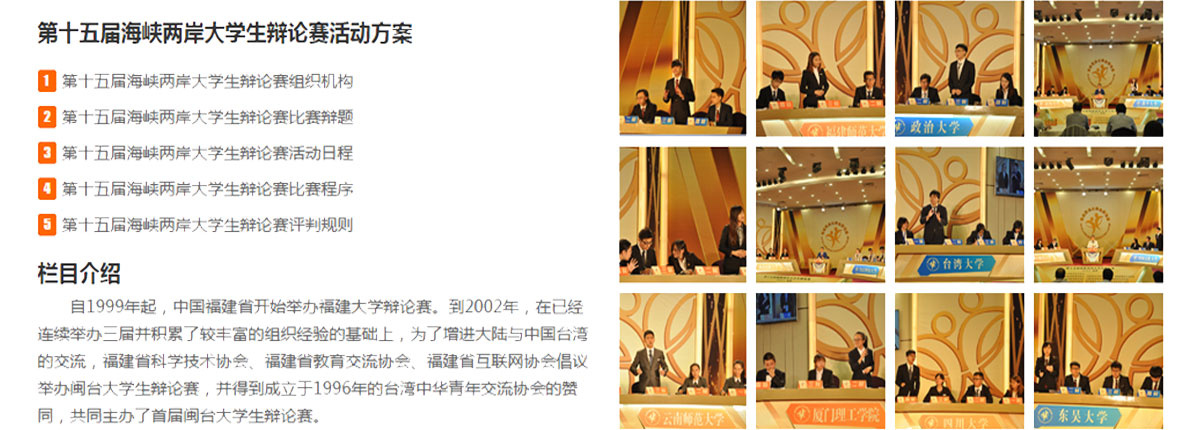 第十五届海峡两岸大学生辩论赛活动方案
1 第十五届海峡两岸大学生辩论赛组织机构
2 第十五届海峡两岸大学生辩论赛比赛辩题
3 第十五届海峡两岸大学生辩论赛活动日程
4 第十五届海峡两岸大学生辩论赛比赛程序
5 第十五届海峡两岸大学生辩论赛评判规则
栏目介绍
自1999年起，中国福建省开始举办福建大学辩论赛。到2002年，在已经
连续举办三届并积累了较丰富的组织经验的基础上，为了增进大陆与中国台湾
的交流，福建省科学技术协会、福建省教育交流协会、福建省互联网协会倡议
举办闽台大学生辩论赛，并得到成立于1996年的台湾中华青年交流协会的赞
同，共同主办了首届闽台大学生辩论赛。
福建师范大学
政治大学
台湾大学
云南师范大学
厦门理工学院
四川大学
东吴大学